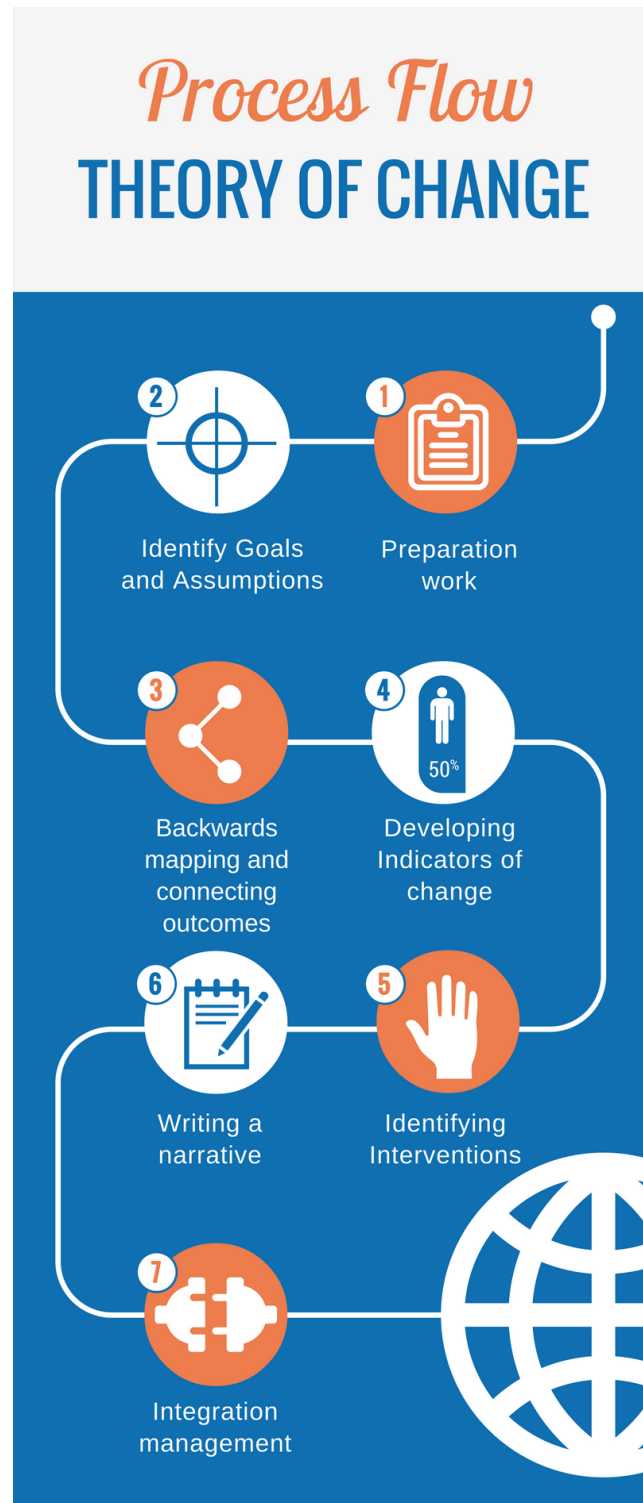 Process Flow
THEORY OF CHANGE
1
Preparation
work
2
Identify Goals
and Assumptions
3
Backwards
mapping and
connecting
outcomes
4
50%
Developing
Indicators of
change
5
Identifying
Interventions
6
Writing a
narrative
7
Integration
management